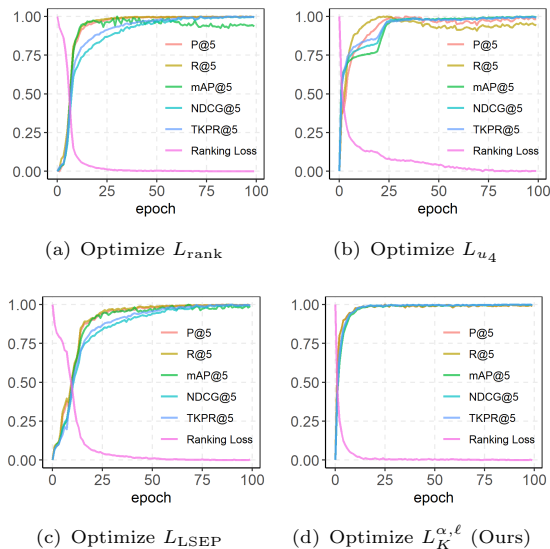 1.00
0.75
0.50
0.25
0.00
P@5
R@5
mAP@5
NDCG@5
TKPR@5
Ranking Loss
0 25 50 75 100
epoch
(a) Optimize L_rank
1.00
0.75
0.50
0.25
0.00
P@5
R@5
mAP@5
NDCG@5
TKPR@5
Ranking Loss
0 25 50 75 100
epoch
(b) Optimize L_{u_4}
1.00
0.75
0.50
0.25
0.00
P@5
R@5
mAP@5
NDCG@5
TKPR@5
Ranking Loss
0 25 50 75 100
epoch
(c) Optimize L_LSEP
1.00
0.75
0.50
0.25
0.00
P@5
R@5
mAP@5
NDCG@5
TKPR@5
Ranking Loss
0 25 50 75 100
epoch
(d) Optimize L_K^{α,ℓ} (Ours)